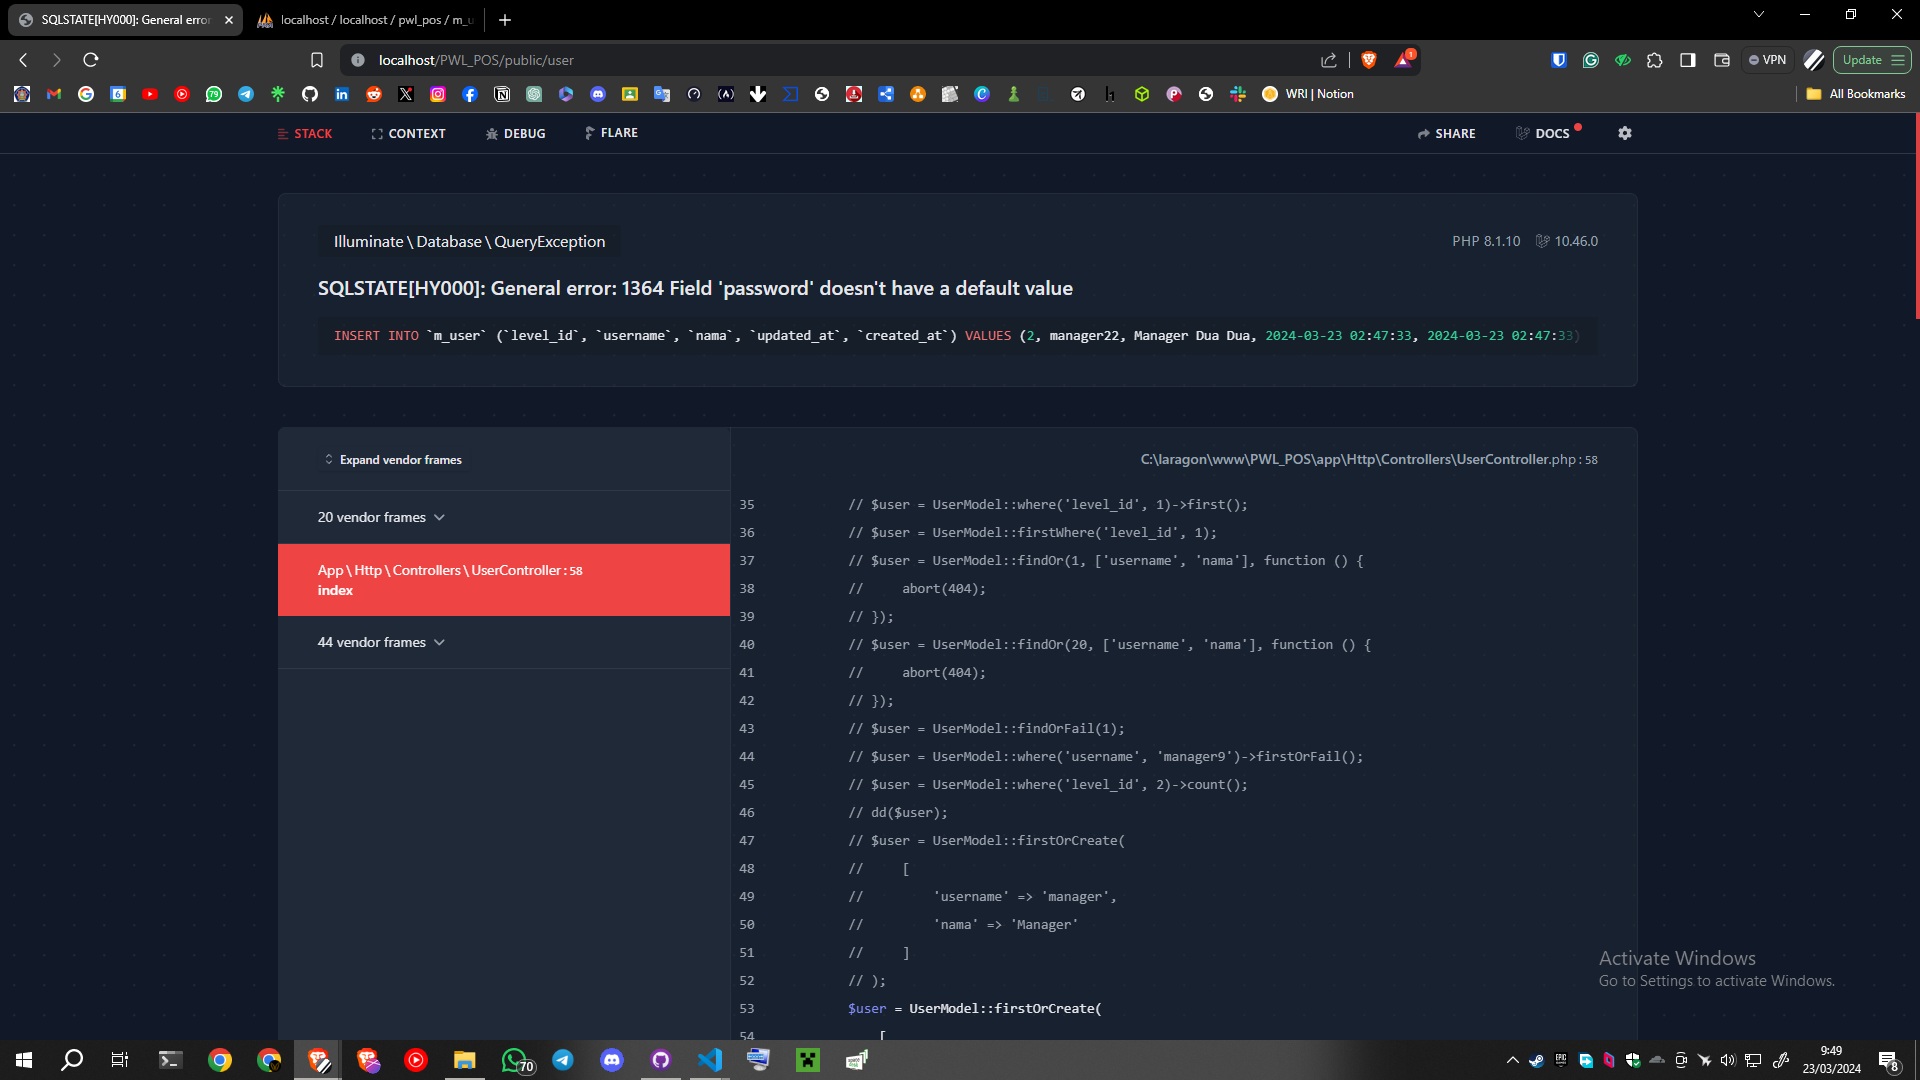 SQLSTATE[HY000]: General erro
localhost / localhost / pwl_pos / m_u
localhost/PWL_POS/public/user
1
VPN
Update
WRI | Notion
All Bookmarks
STACK
CONTEXT
DEBUG
FLARE
SHARE
DOCS
Illuminate\Database\QueryException
PHP 8.1.10
10.46.0
SQLSTATE[HY000]: General error: 1364 Field 'password' doesn't have a default value
INSERT INTO `m_user` (`level_id`, `username`, `nama`, `updated_at`, `created_at`) VALUES (2, manager22, Manager Dua Dua, 2024-03-23 02:47:33, 2024-03-23 02:47:33)
Expand vendor frames
20 vendor frames
App\Http\Controllers\UserController:58
index
44 vendor frames
C:\laragon\www\PWL_POS\app\Http\Controllers\UserController.php:58
35 // $user = UserModel::where('level_id', 1)->first();
36 // $user = UserModel::firstWhere('level_id', 1);
37 // $user = UserModel::findOr(1, ['username', 'nama'], function () {
38 //     abort(404);
39 // });
40 // $user = UserModel::findOr(20, ['username', 'nama'], function () {
41 //     abort(404);
42 // });
43 // $user = UserModel::findOrFail(1);
44 // $user = UserModel::where('username', 'manager9')->firstOrFail();
45 // $user = UserModel::where('level_id', 2)->count();
46 // dd($user);
47 // $user = UserModel::firstOrCreate(
48 //     [
49 //         'username' => 'manager',
50 //         'nama' => 'Manager'
51 //     ]
52 // );
53 $user = UserModel::firstOrCreate(
54 [
Activate Windows
Go to Settings to activate Windows.
70
9:49
23/03/2024
8